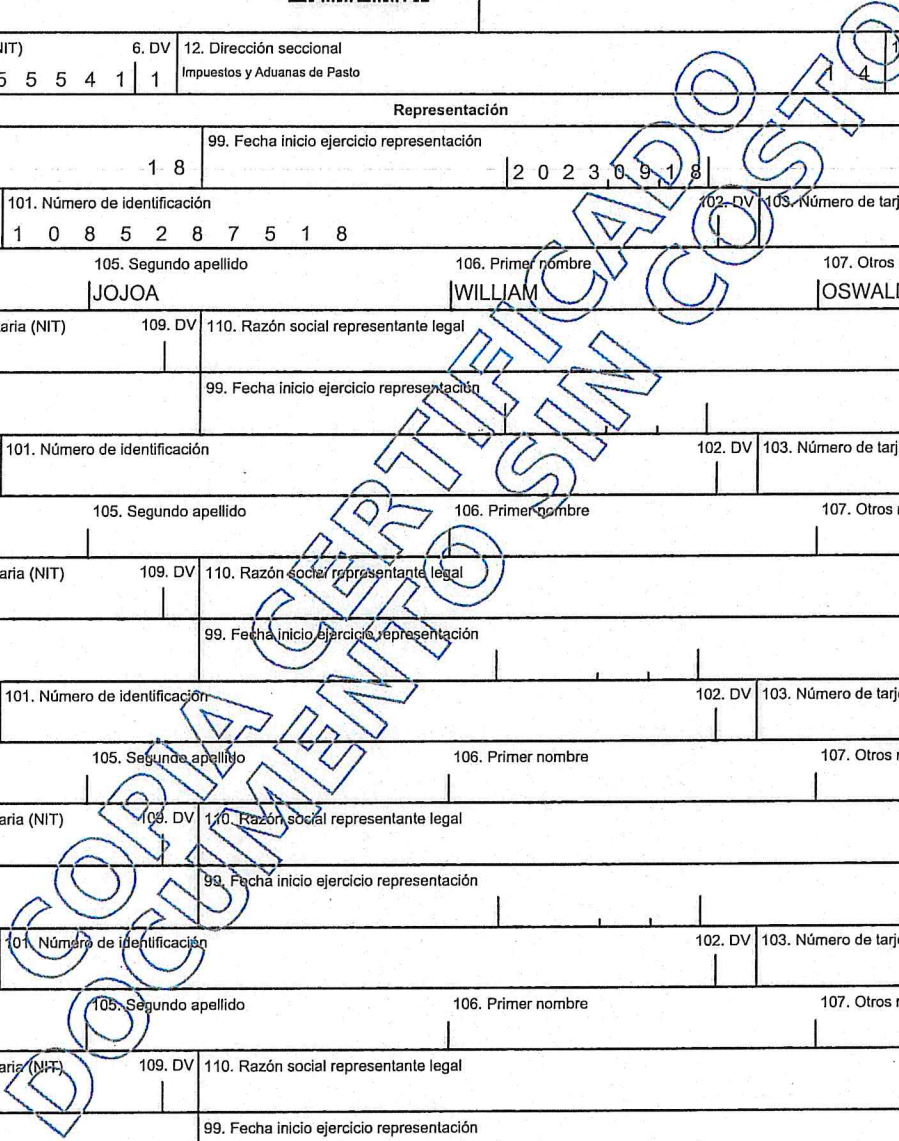 6. DV 12. Dirección seccional
5 5 5 4 1 1 Impuestos y Aduanas de Pasto 1 4
Representación
99. Fecha inicio ejercicio representación
1 8 2 0 2 3 0 9 1 8
101. Número de identificación 102. DV 103. Número de tarj
1 0 8 5 2 8 7 5 1 8
105. Segundo apellido 106. Primer nombre 107. Otros
JOJOA WILLIAM OSWALD
aria (NIT) 109. DV 110. Razón social representante legal
99. Fecha inicio ejercicio representación
101. Número de identificación 102. DV 103. Número de tarj
105. Segundo apellido 106. Primer nombre 107. Otros
aria (NIT) 109. DV 110. Razón social representante legal
99. Fecha inicio ejercicio representación
101. Número de identificación 102. DV 103. Número de tarj
105. Segundo apellido 106. Primer nombre 107. Otros
aria (NIT) 109. DV 110. Razón social representante legal
99. Fecha inicio ejercicio representación
101. Número de identificación 102. DV 103. Número de tarj
105. Segundo apellido 106. Primer nombre 107. Otros
aria (NIT) 109. DV 110. Razón social representante legal
99. Fecha inicio ejercicio representación
COPIA CERTIFICADO
DOCUMENTO SIN COSTO